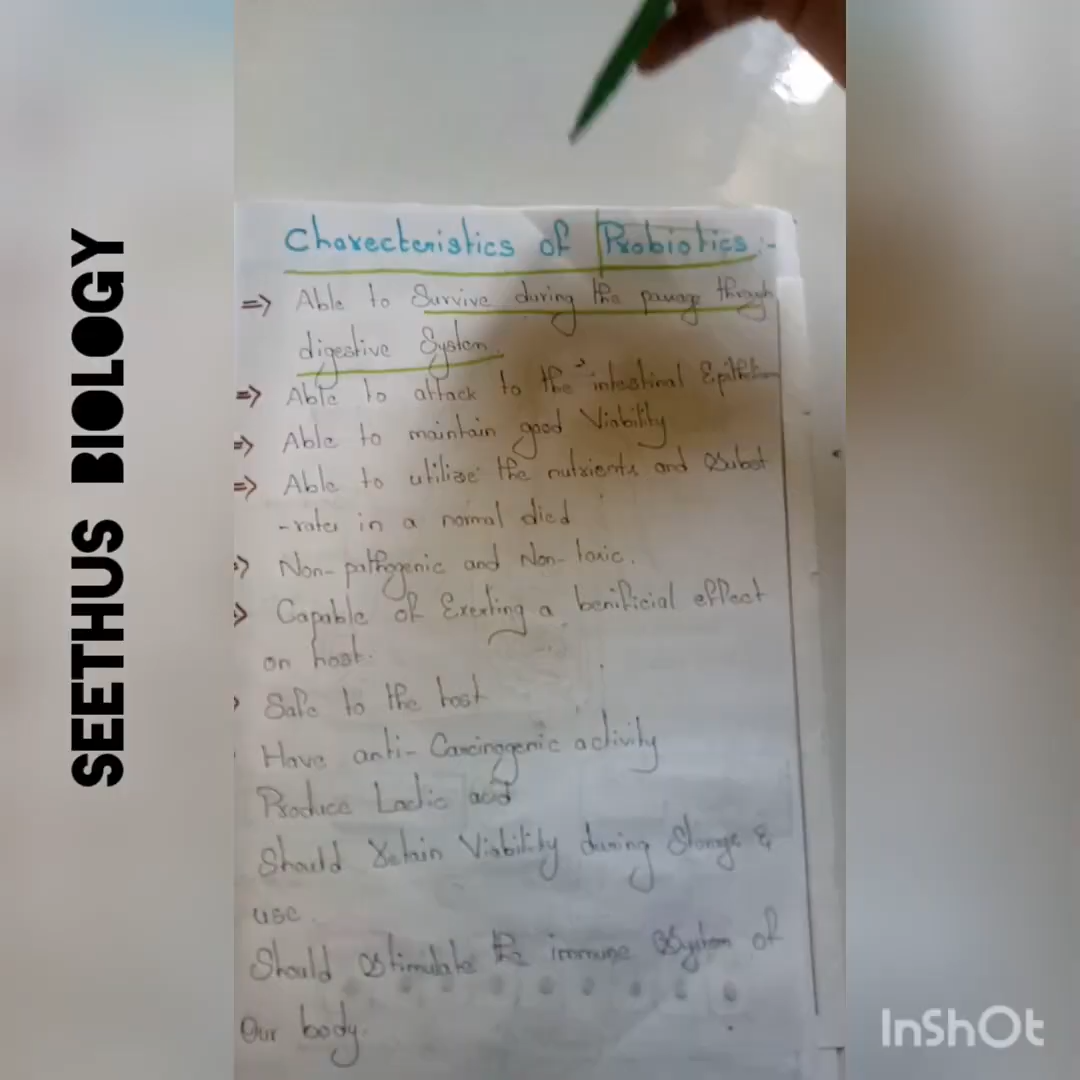 SEETHUS BIOLOGY
Charecteristics of Probiotics:-
=> Able to Survive during the passage through
digestive System.
=> Able to attack to the intestinal Epithelium
=> Able to maintain good Viability
=> Able to utilise the nutrients and Subst
-rates in a normal died
=> Non-pathogenic and Non-toxic.
=> Capable of Exerting a benificial effect
on host.
Safe to the host
Have anti-Carcinogenic activity
Produce Lactic acid
Should retain Viability during Storage &
use.
Should Stimulate the immune System of
Our body.
InShOt